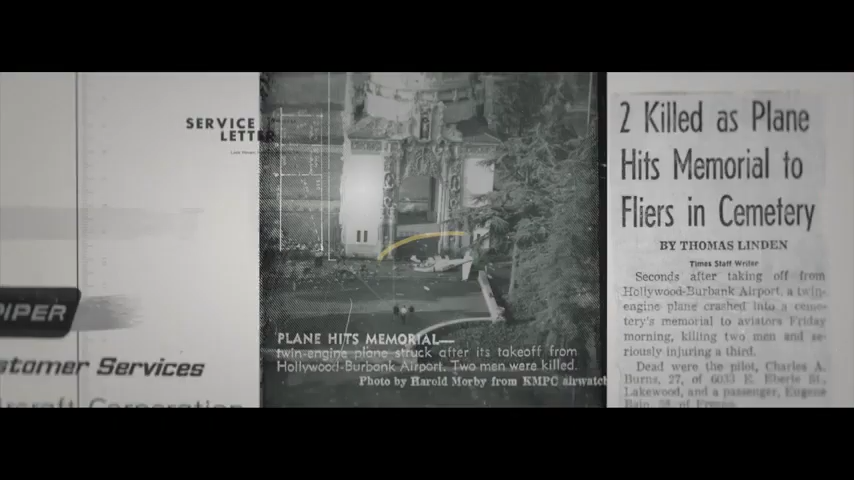 SERVICE
LETTER
PIPER
stomer Services
ircraft Corporation
PLANE HITS MEMORIAL—
twin-engine plane struck after its takeoff from
Hollywood-Burbank Airport. Two men were killed.
Photo by Harold Morby from KMPC airwatch
2 Killed as Plane
Hits Memorial to
Fliers in Cemetery
BY THOMAS LINDEN
Times Staff Writer
Seconds after taking off from
Hollywood-Burbank Airport, a twin-
engine plane crashed into a ceme-
tery's memorial to aviators Friday
morning, killing two men and se-
riously injuring a third.
Dead were the pilot, Charles A.
Burns, 27, of 6033 E. Eberle St.,
Lakewood, and a passenger, Eugene
of Fresno